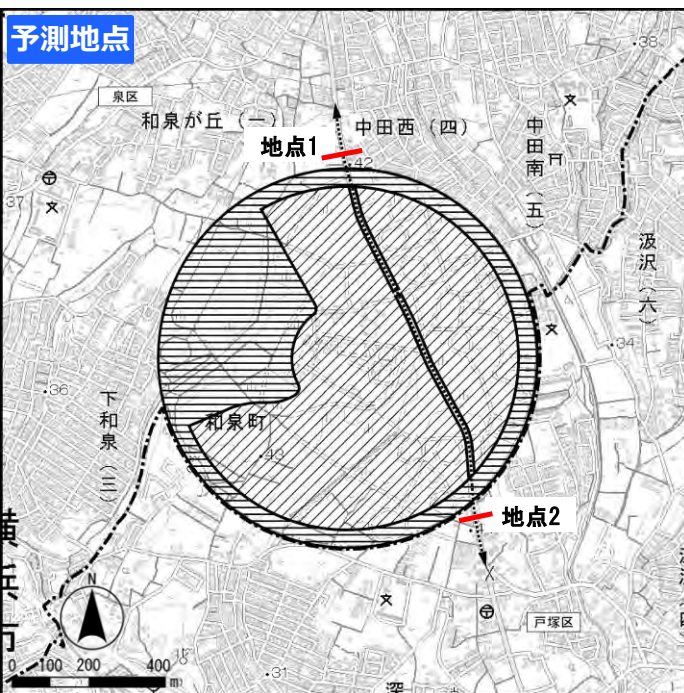 予測地点
・38
泉区
和泉が丘（一）
中田西（四）
中田南（五）
地点1
・42
37
汲沢（六）
・34
・36
下和泉（三）
和泉町
・43
地点2
横浜市
N
戸塚区
0 100 200 400
m
・31
深